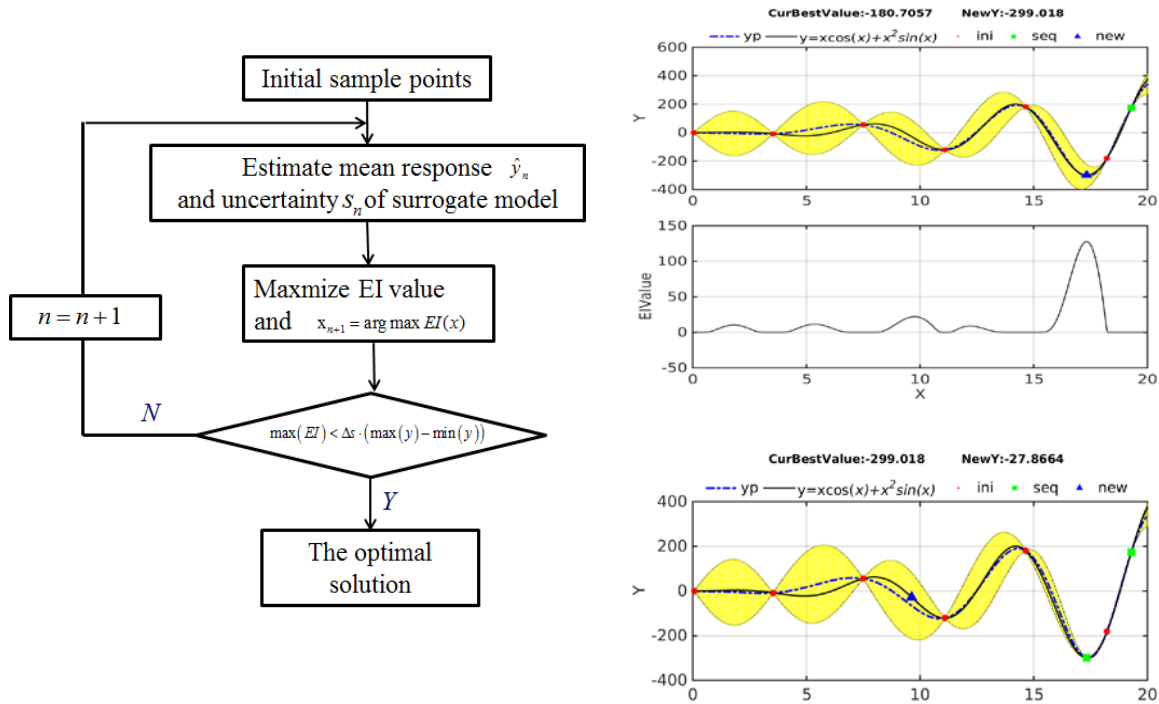 Initial sample points
Estimate mean response ŷₙ
and uncertainty sₙ of surrogate model
Maxmize EI value
and xₙ₊₁ = arg max EI(x)
n = n+1
N
max(EI) < Δs·(max(y)−min(y))
Y
The optimal
solution
CurBestValue:-180.7057 NewY:-299.018
yp y=xcos(x)+x²sin(x) ini seq new
600
400
200
0
-200
-400
Y
0 5 10 15 20
150
100
50
0
-50
EIValue
0 5 10 15 20
X
CurBestValue:-299.018 NewY:-27.8664
yp y=xcos(x)+x²sin(x) ini seq new
400
200
0
-200
-400
Y
0 5 10 15 20